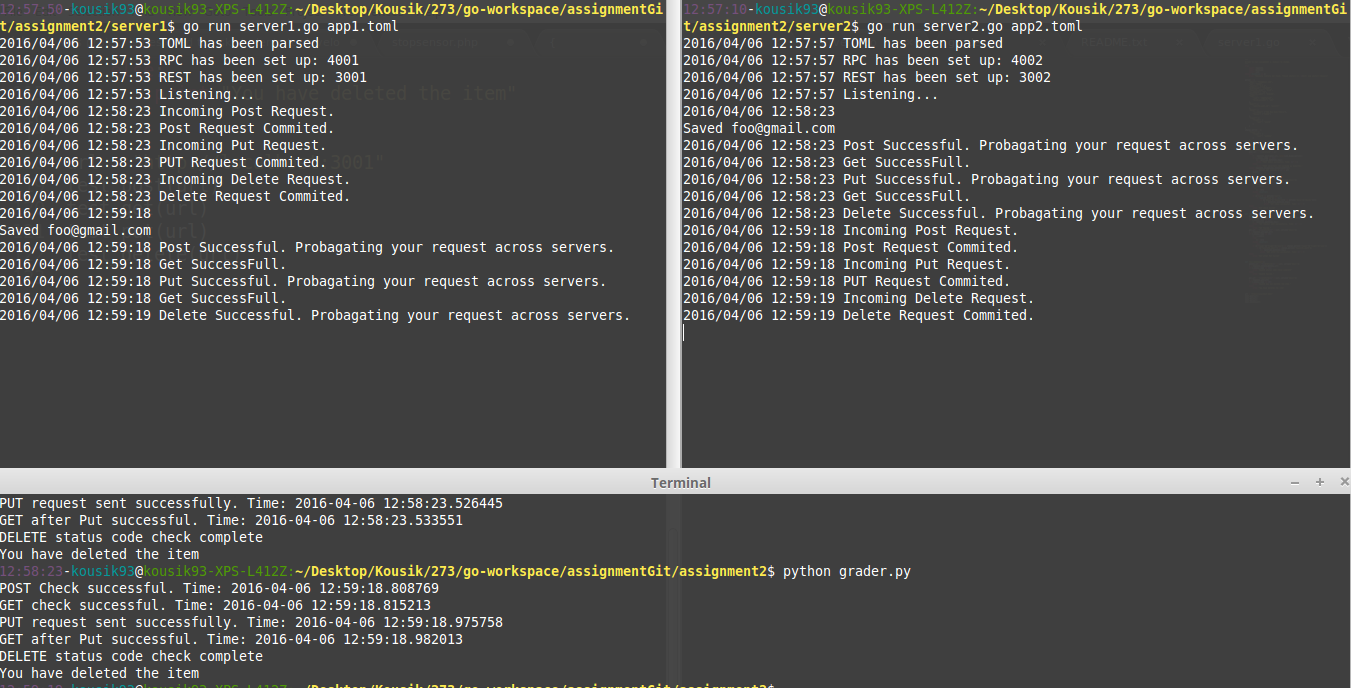 12:57:50-kousik93@kousik93-XPS-L412Z:~/Desktop/Kousik/273/go-workspace/assignmentGi
t/assignment2/server1$ go run server1.go app1.toml
2016/04/06 12:57:53 TOML has been parsed
2016/04/06 12:57:53 RPC has been set up: 4001
2016/04/06 12:57:53 REST has been set up: 3001
2016/04/06 12:57:53 Listening...
2016/04/06 12:58:23 Incoming Post Request.
2016/04/06 12:58:23 Post Request Commited.
2016/04/06 12:58:23 Incoming Put Request.
2016/04/06 12:58:23 PUT Request Commited.
2016/04/06 12:58:23 Incoming Delete Request.
2016/04/06 12:58:23 Delete Request Commited.
2016/04/06 12:59:18
Saved foo@gmail.com
2016/04/06 12:59:18 Post Successful. Probagating your request across servers.
2016/04/06 12:59:18 Get SuccessFull.
2016/04/06 12:59:18 Put Successful. Probagating your request across servers.
2016/04/06 12:59:18 Get SuccessFull.
2016/04/06 12:59:19 Delete Successful. Probagating your request across servers.
12:57:10-kousik93@kousik93-XPS-L412Z:~/Desktop/Kousik/273/go-workspace/assignmentGi
t/assignment2/server2$ go run server2.go app2.toml
2016/04/06 12:57:57 TOML has been parsed
2016/04/06 12:57:57 RPC has been set up: 4002
2016/04/06 12:57:57 REST has been set up: 3002
2016/04/06 12:57:57 Listening...
2016/04/06 12:58:23
Saved foo@gmail.com
2016/04/06 12:58:23 Post Successful. Probagating your request across servers.
2016/04/06 12:58:23 Get SuccessFull.
2016/04/06 12:58:23 Put Successful. Probagating your request across servers.
2016/04/06 12:58:23 Get SuccessFull.
2016/04/06 12:58:23 Delete Successful. Probagating your request across servers.
2016/04/06 12:59:18 Incoming Post Request.
2016/04/06 12:59:18 Post Request Commited.
2016/04/06 12:59:18 Incoming Put Request.
2016/04/06 12:59:18 PUT Request Commited.
2016/04/06 12:59:19 Incoming Delete Request.
2016/04/06 12:59:19 Delete Request Commited.
Terminal
PUT request sent successfully. Time: 2016-04-06 12:58:23.526445
GET after Put successful. Time: 2016-04-06 12:58:23.533551
DELETE status code check complete
You have deleted the item
12:58:23-kousik93@kousik93-XPS-L412Z:~/Desktop/Kousik/273/go-workspace/assignmentGit/assignment2$ python grader.py
POST Check successful. Time: 2016-04-06 12:59:18.808769
GET check successful. Time: 2016-04-06 12:59:18.815213
PUT request sent successfully. Time: 2016-04-06 12:59:18.975758
GET after Put successful. Time: 2016-04-06 12:59:18.982013
DELETE status code check complete
You have deleted the item